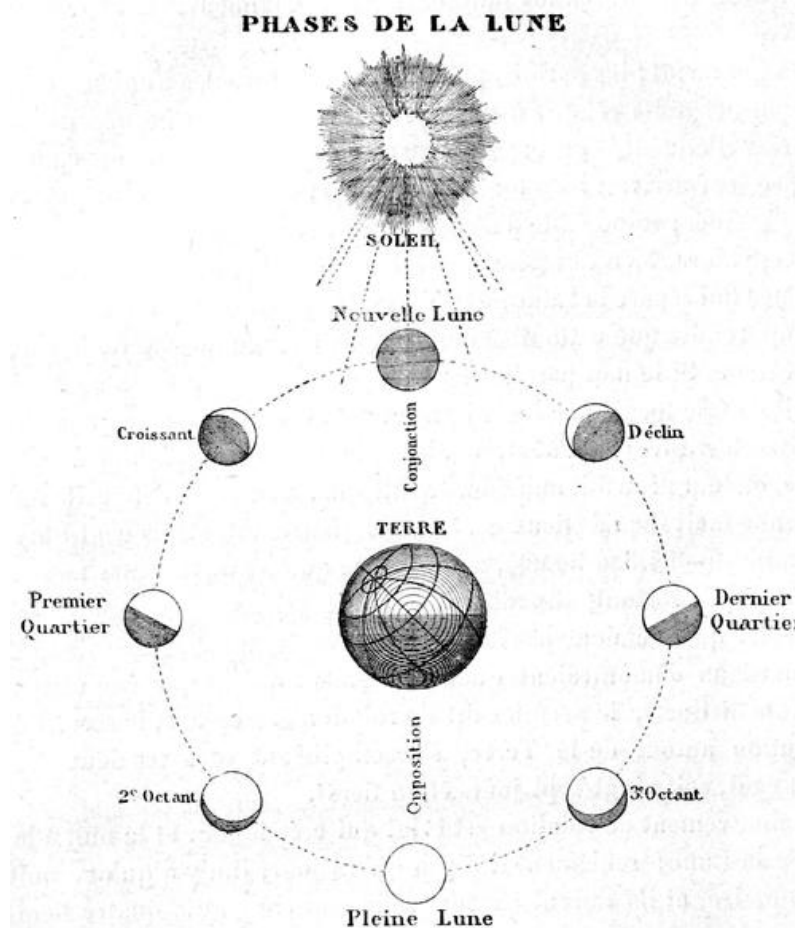 PHASES DE LA LUNE
SOLEIL
Nouvelle Lune
Croissant
Déclin
Conjonction
TERRE
Premier
Quartier
Dernier
Quartier
Opposition
2e Octant
3e Octant
Pleine Lune